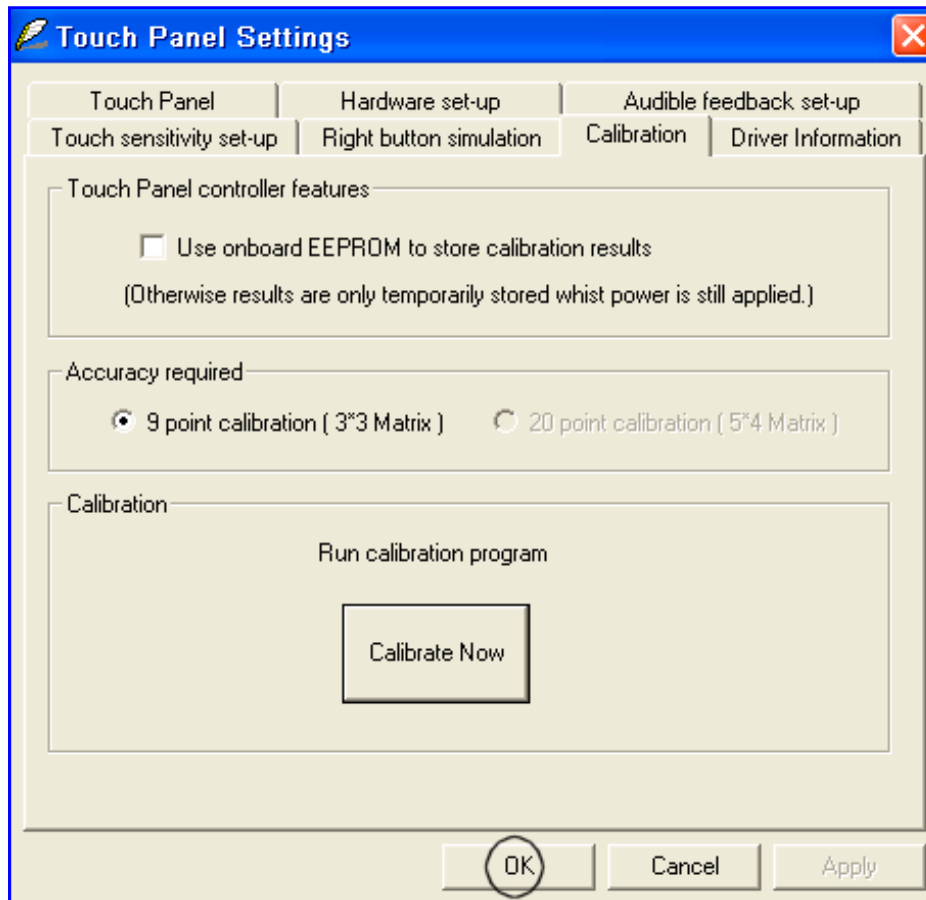 Touch Panel Settings
Touch Panel Hardware set-up Audible feedback set-up
Touch sensitivity set-up Right button simulation Calibration Driver Information
Touch Panel controller features
Use onboard EEPROM to store calibration results
(Otherwise results are only temporarily stored whist power is still applied.)
Accuracy required
9 point calibration ( 3*3 Matrix ) 20 point calibration ( 5*4 Matrix )
Calibration
Run calibration program
Calibrate Now
OK Cancel Apply